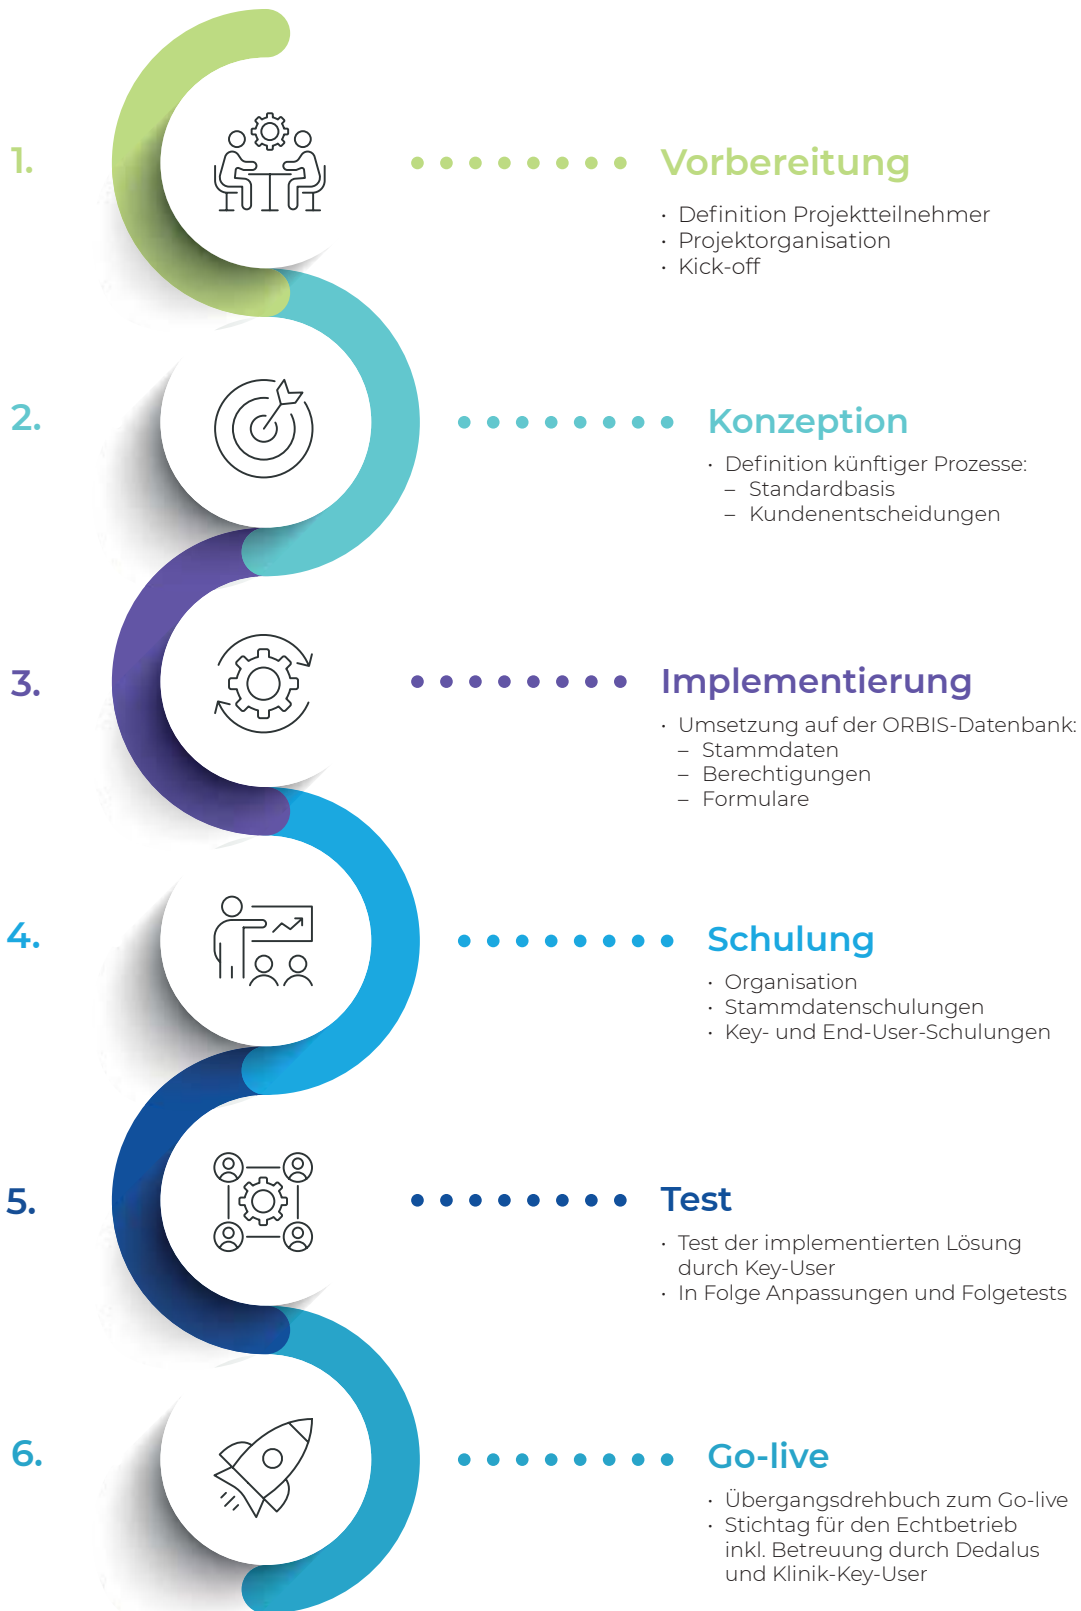 1.
Vorbereitung
· Definition Projektteilnehmer
· Projektorganisation
· Kick-off
2.
Konzeption
· Definition künftiger Prozesse:
– Standardbasis
– Kundenentscheidungen
3.
Implementierung
· Umsetzung auf der ORBIS-Datenbank:
– Stammdaten
– Berechtigungen
– Formulare
4.
Schulung
· Organisation
· Stammdatenschulungen
· Key- und End-User-Schulungen
5.
Test
· Test der implementierten Lösung
durch Key-User
· In Folge Anpassungen und Folgetests
6.
Go-live
· Übergangsdrehbuch zum Go-live
· Stichtag für den Echtbetrieb
inkl. Betreuung durch Dedalus
und Klinik-Key-User